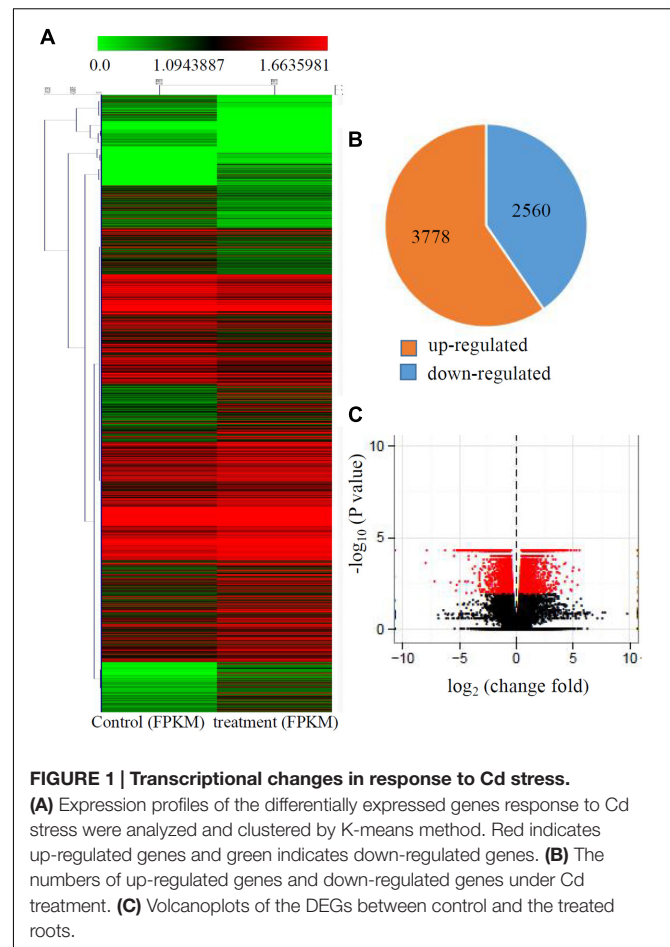 A
0.0 1.0943887 1.6635981
Control (FPKM) treatment (FPKM)
B
3778
2560
up-regulated
down-regulated
C
-log₁₀ (P value)
10
5
0
−10 −5 0 5 10
log₂ (change fold)
FIGURE 1 | Transcriptional changes in response to Cd stress.
(A) Expression profiles of the differentially expressed genes response to Cd
stress were analyzed and clustered by K-means method. Red indicates
up-regulated genes and green indicates down-regulated genes. (B) The
numbers of up-regulated genes and down-regulated genes under Cd
treatment. (C) Volcanoplots of the DEGs between control and the treated
roots.